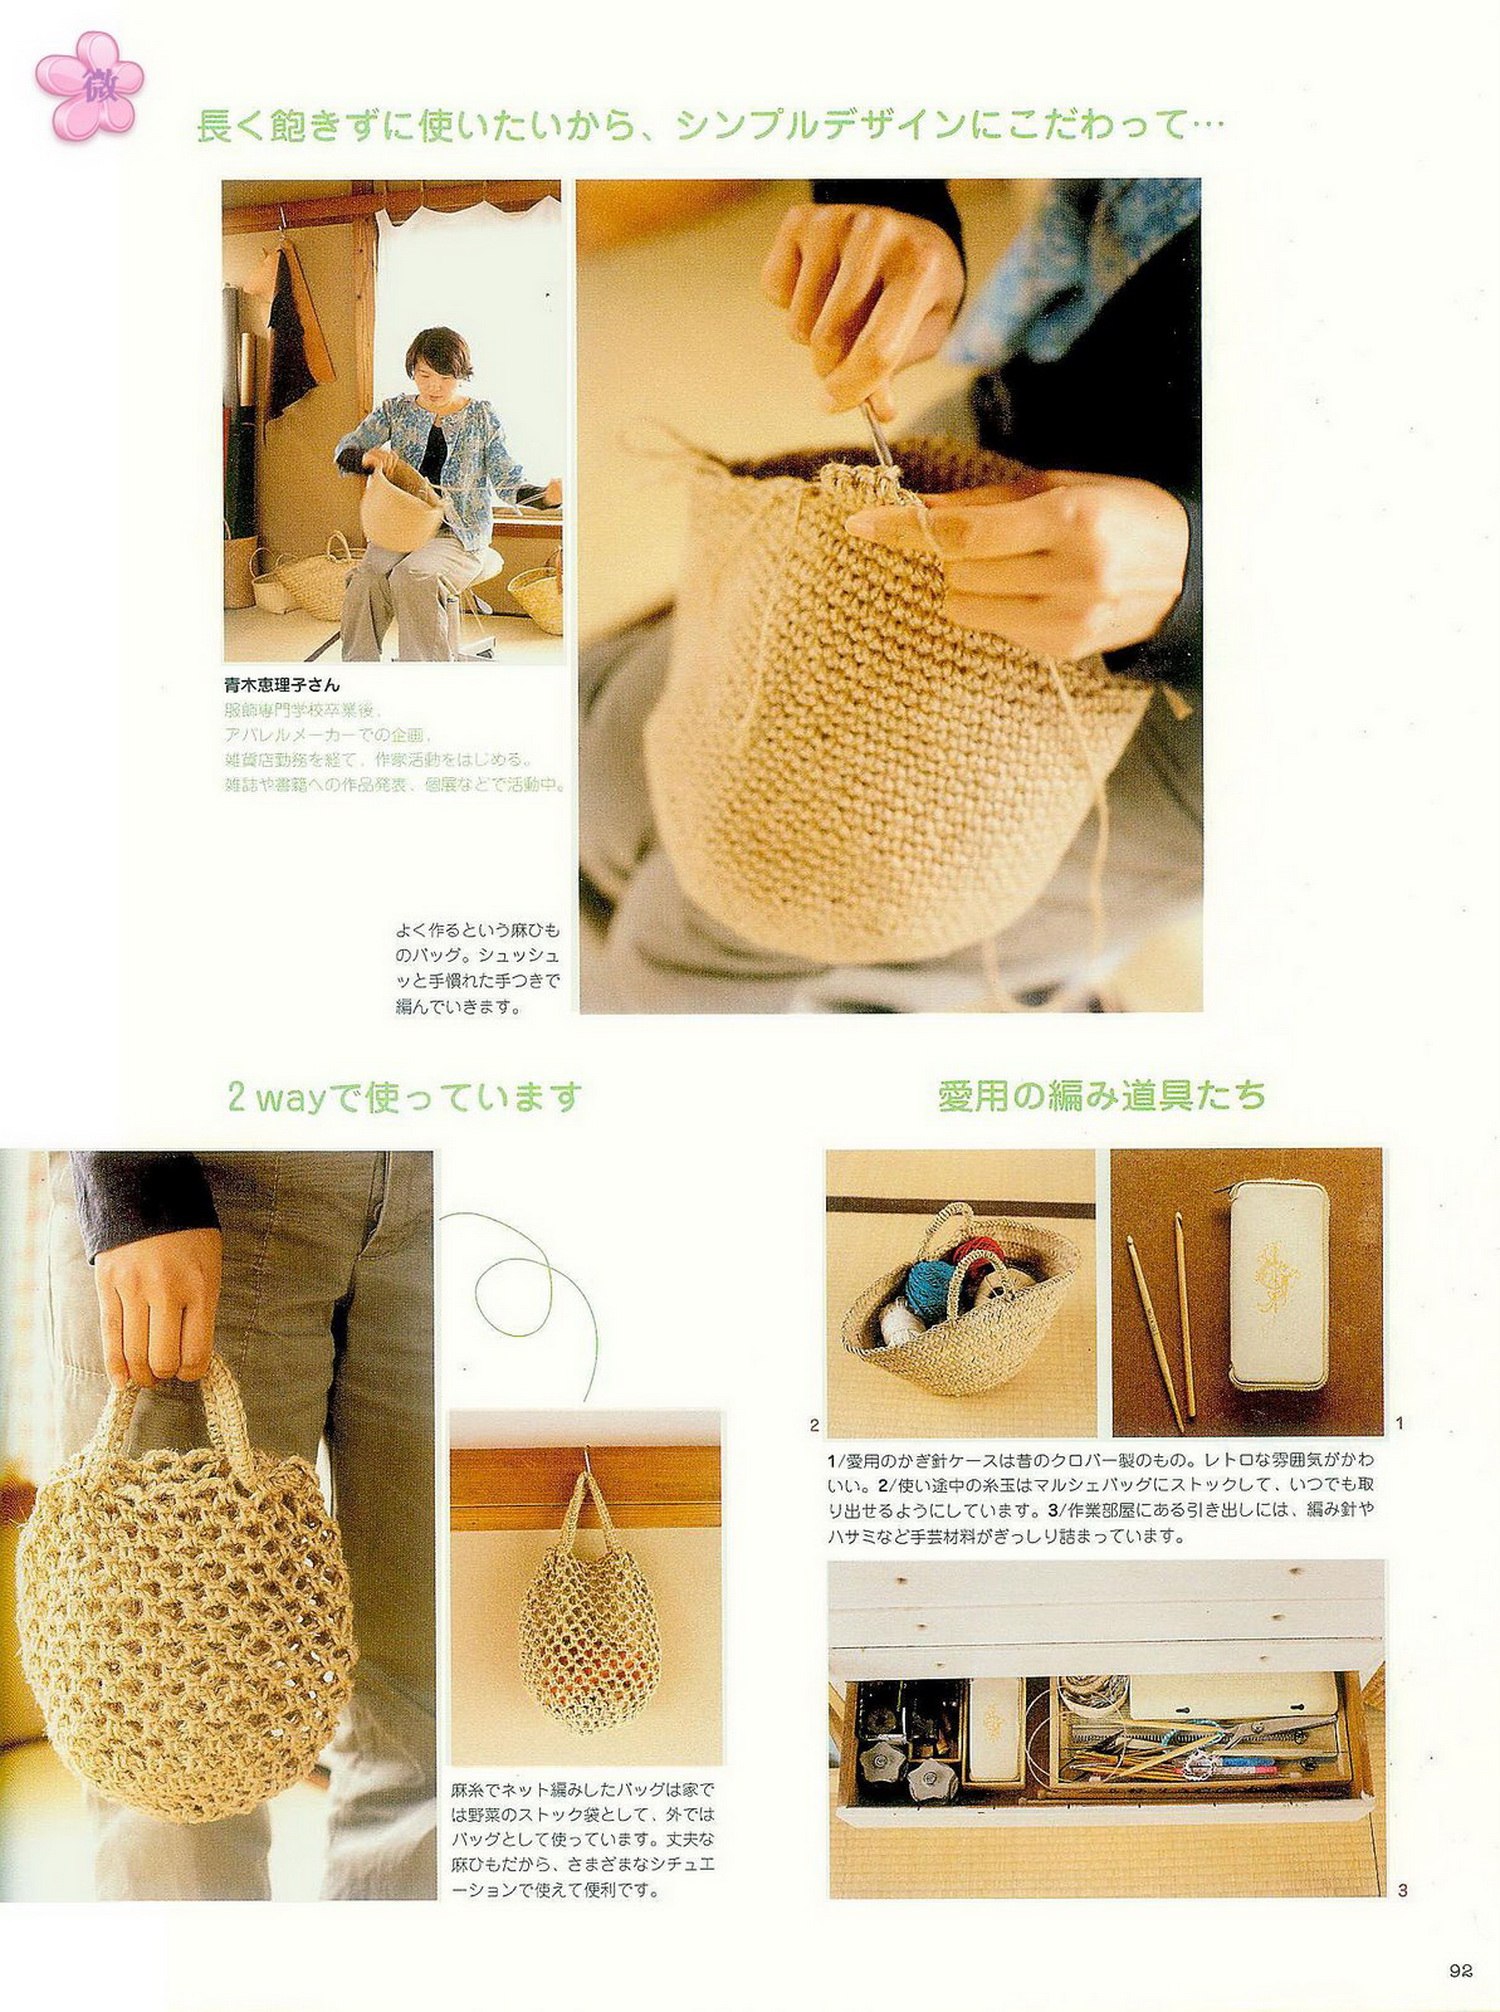 微
長く飽きずに使いたいから、シンプルデザインにこだわって…
青木恵理子さん
服飾専門学校卒業後、
アパレルメーカーでの企画、
雑貨店勤務を経て、作家活動をはじめる。
雑誌や書籍への作品発表、個展などで活動中。
よく作るという麻ひも
のバッグ。シュッシュ
ッと手慣れた手つきで
編んでいきます。
2wayで使っています
麻糸でネット編みしたバッグは家で
は野菜のストック袋として、外では
バッグとして使っています。丈夫な
麻ひもだから、さまざまなシチュエ
ーションで使えて便利です。
愛用の編み道具たち
2
1
1/愛用のかぎ針ケースは昔のクロバー製のもの。レトロな雰囲気がかわ
いい。2/使い途中の糸玉はマルシェバッグにストックして、いつでも取
り出せるようにしています。3/作業部屋にある引き出しには、編み針や
ハサミなど手芸材料がぎっしり詰まっています。
3
92